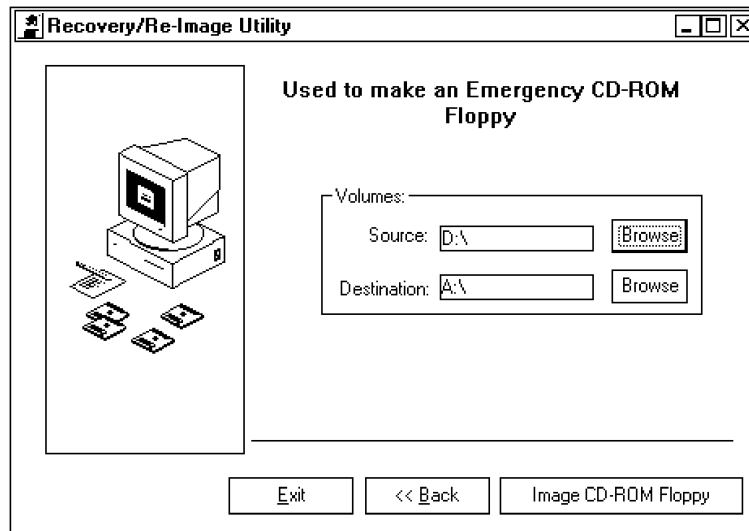 Recovery/Re-Image Utility
Used to make an Emergency CD-ROM
Floppy
Volumes:
Source: D:\ Browse
Destination: A:\ Browse
Exit << Back Image CD-ROM Floppy